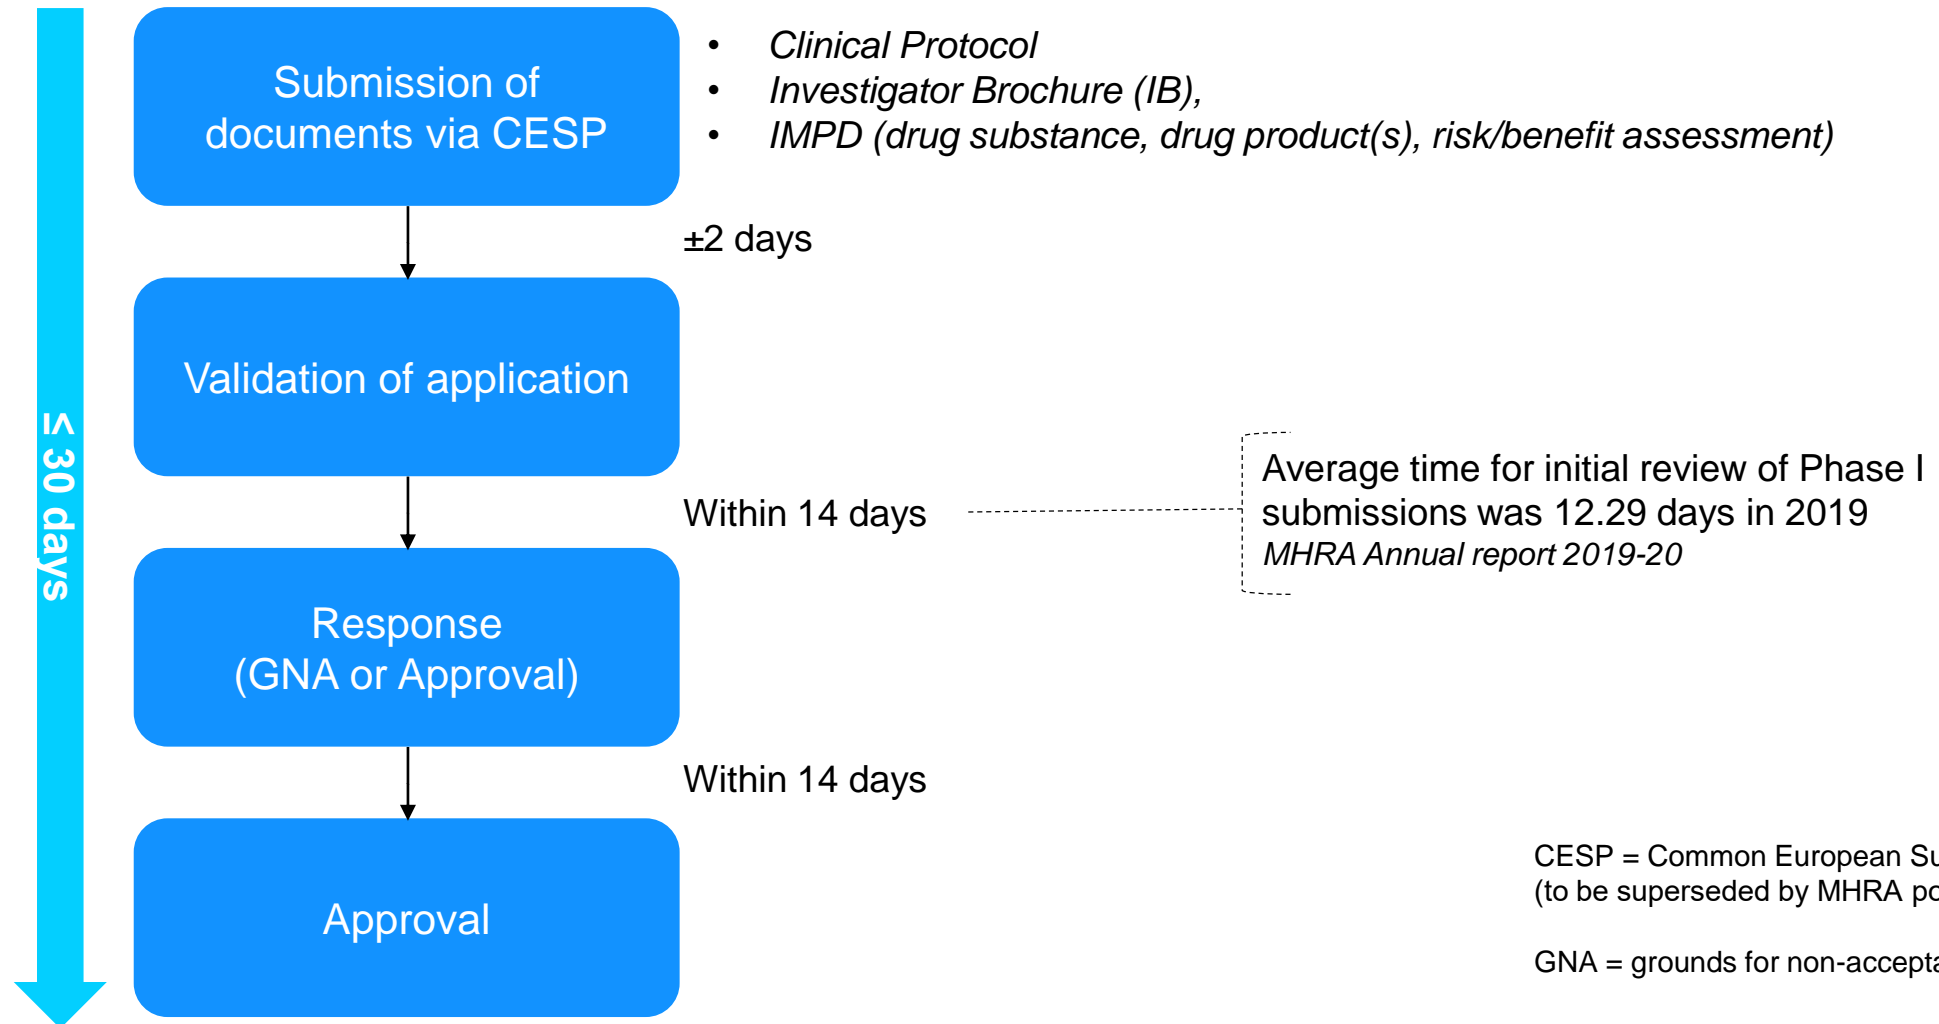 Submission of
documents via CESP
• Clinical Protocol
• Investigator Brochure (IB),
• IMPD (drug substance, drug product(s), risk/benefit assessment)
±2 days
Validation of application
≤ 30 days
Within 14 days
Average time for initial review of Phase I
submissions was 12.29 days in 2019
MHRA Annual report 2019-20
Response
(GNA or Approval)
Within 14 days
Approval
CESP = Common European
(to be superseded by MHRA
GNA = grounds for